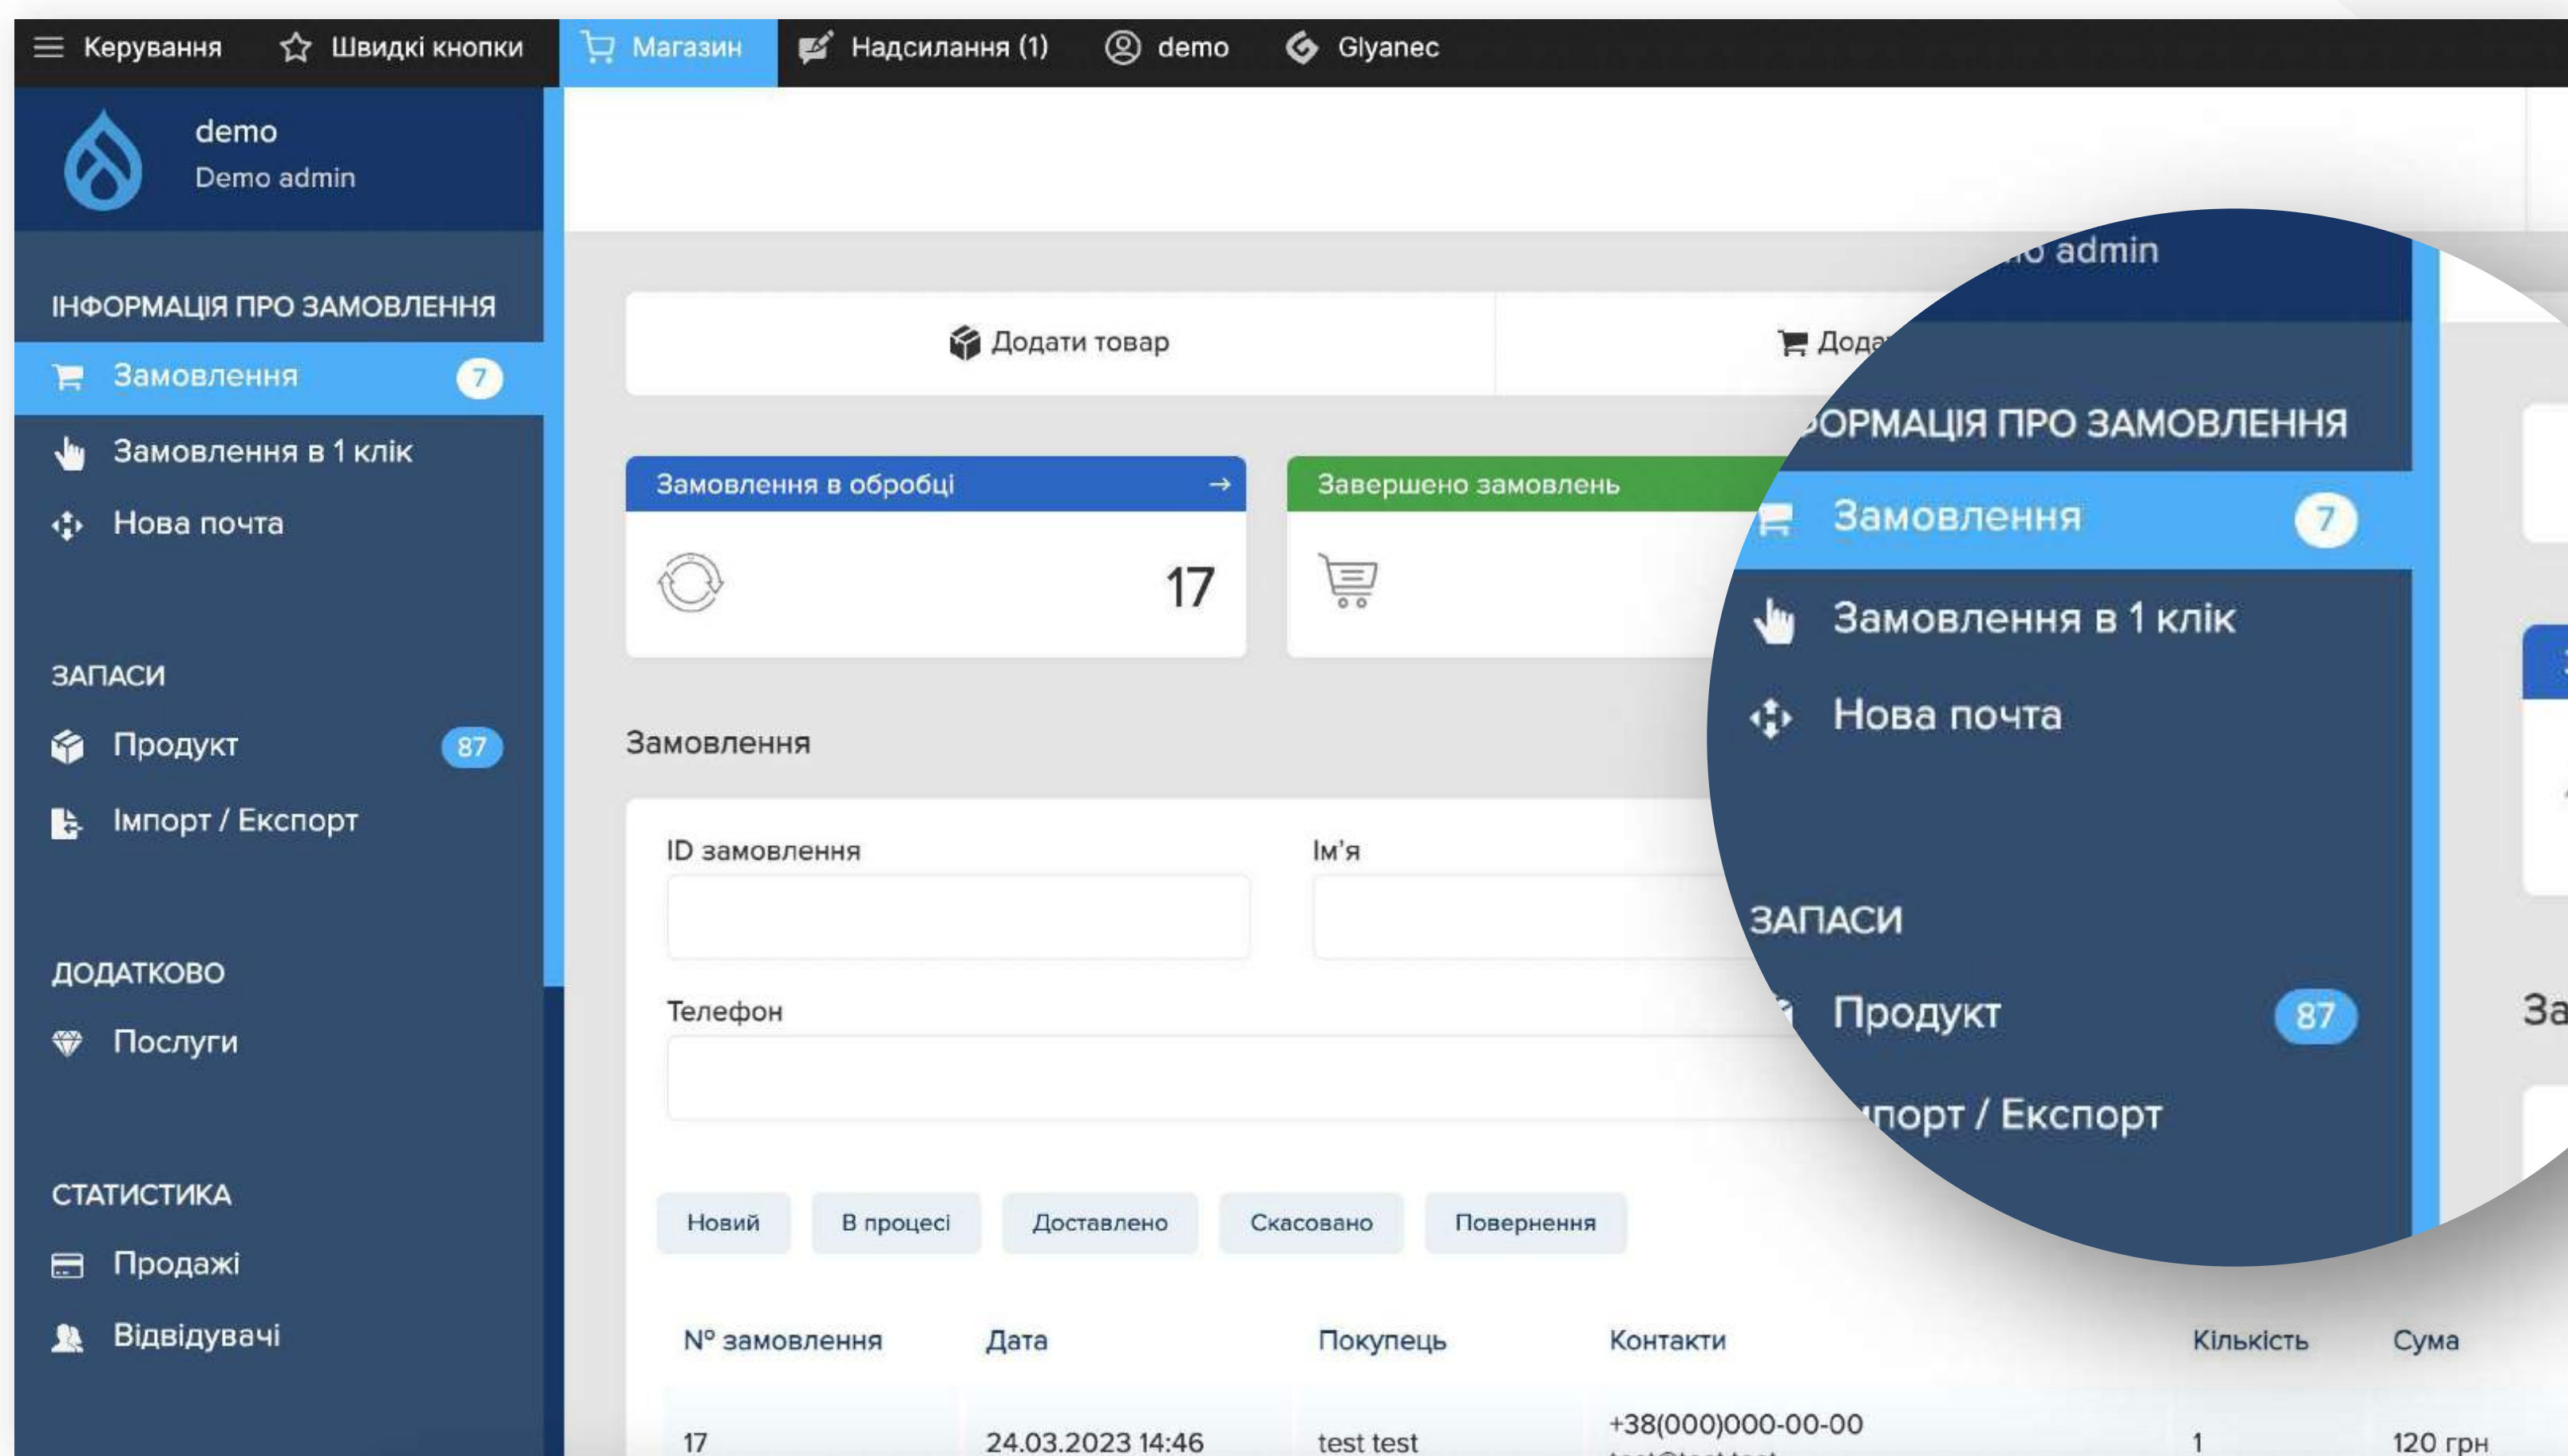 Керування Швидкі кнопки Магазин Надсилання (1) demo Glyanec
demo
Demo admin
ІНФОРМАЦІЯ ПРО ЗАМОВЛЕННЯ
Замовлення 7
Замовлення в 1 клік
Нова почта
ЗАПАСИ
Продукт 87
Імпорт / Експорт
ДОДАТКОВО
Послуги
СТАТИСТИКА
Продажі
Відвідувачі
Додати товар
Замовлення в обробці →
17
Завершено замовлень
Замовлення
ID замовлення Ім'я
Телефон
Новий В процесі Доставлено Скасовано Повернення
№ замовлення Дата Покупець Контакти Кількість Сума
17 24.03.2023 14:46 test test +38(000)000-00-00 1 120 грн
admin
ПРО ЗАМОВЛЕННЯ
Замовлення 7
Замовлення в 1 клік
Нова почта
ЗАПАСИ
Продукт 87
/ Експорт